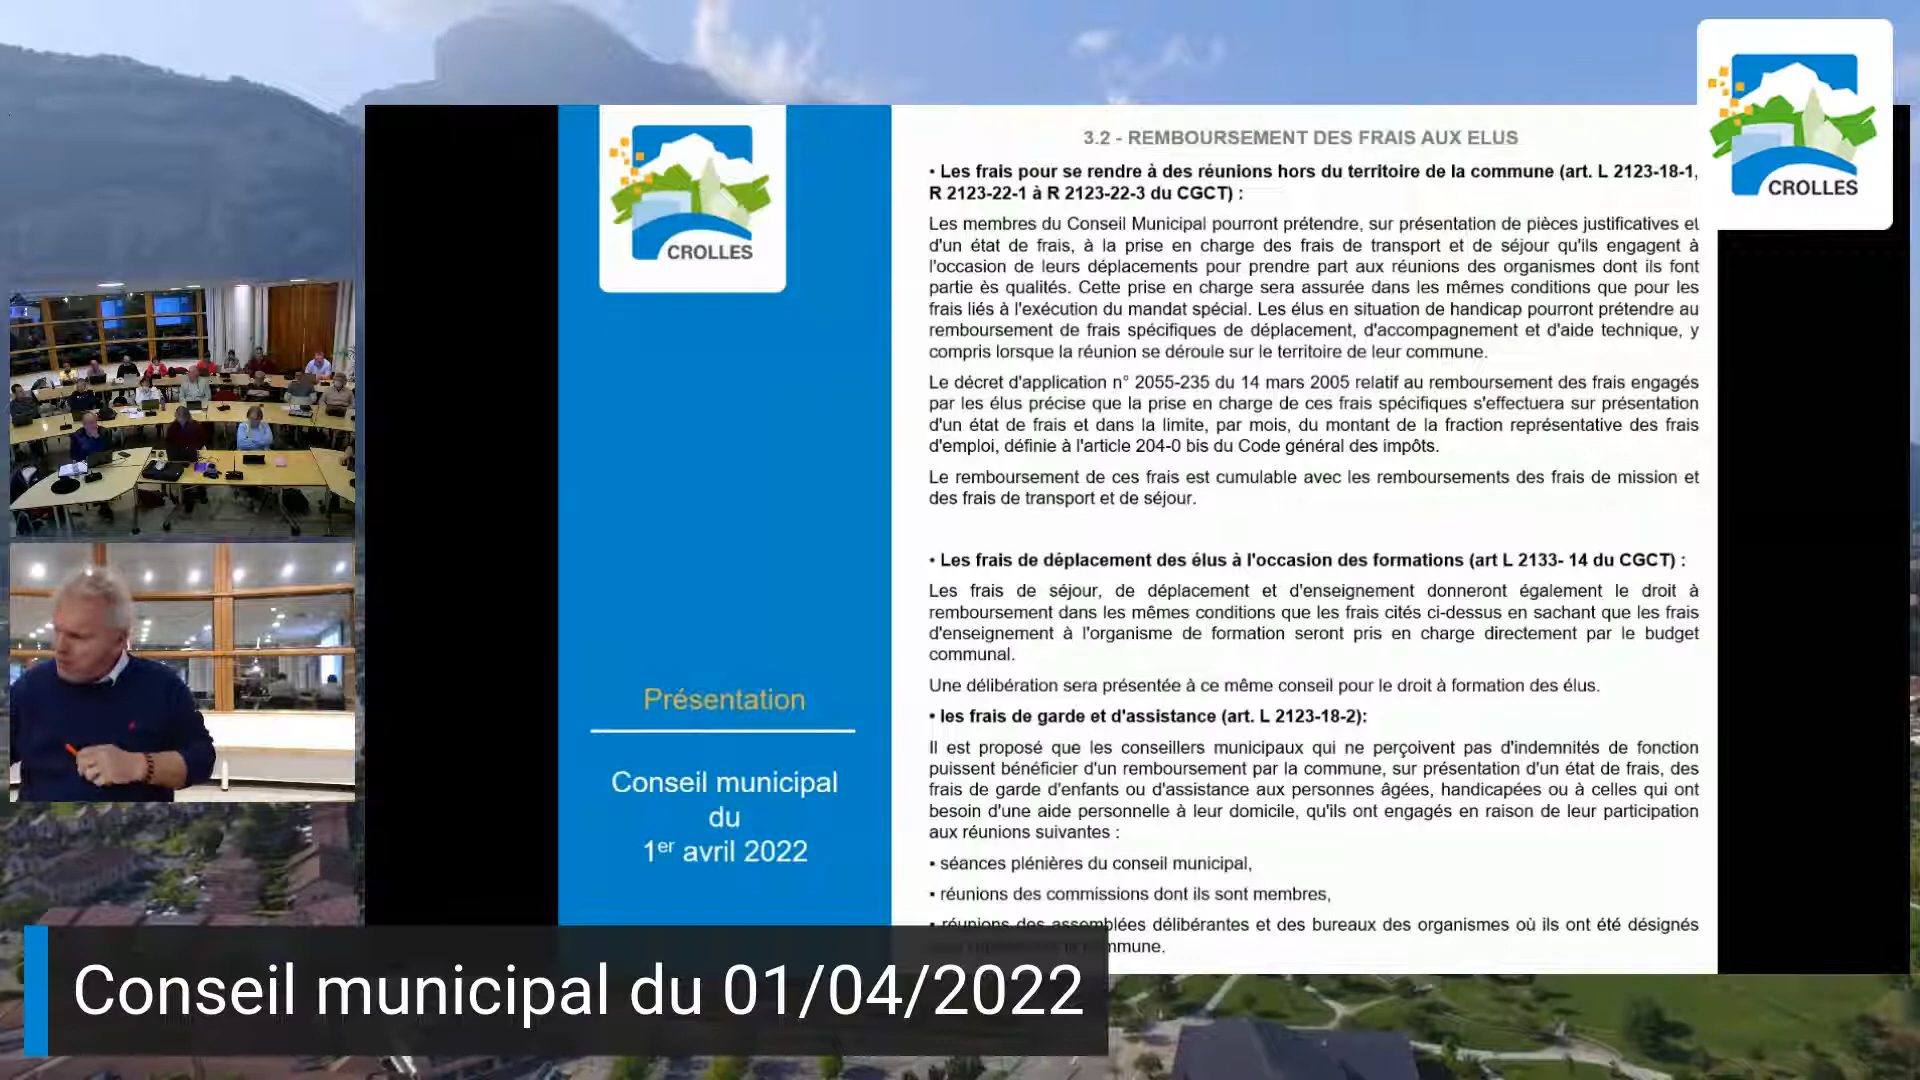 CROLLES
CROLLES
3.2 - REMBOURSEMENT DES FRAIS AUX ELUS
• Les frais pour se rendre à des réunions hors du territoire de la commune (art. L 2123-18-1,
R 2123-22-1 à R 2123-22-3 du CGCT) :
Les membres du Conseil Municipal pourront prétendre, sur présentation de pièces justificatives et
d'un état de frais, à la prise en charge des frais de transport et de séjour qu'ils engagent à
l'occasion de leurs déplacements pour prendre part aux réunions des organismes dont ils font
partie ès qualités. Cette prise en charge sera assurée dans les mêmes conditions que pour les
frais liés à l'exécution du mandat spécial. Les élus en situation de handicap pourront prétendre au
remboursement de frais spécifiques de déplacement, d'accompagnement et d'aide technique, y
compris lorsque la réunion se déroule sur le territoire de leur commune.
Le décret d'application n° 2055-235 du 14 mars 2005 relatif au remboursement des frais engagés
par les élus précise que la prise en charge de ces frais spécifiques s'effectuera sur présentation
d'un état de frais et dans la limite, par mois, du montant de la fraction représentative des frais
d'emploi, définie à l'article 204-0 bis du Code général des impôts.
Le remboursement de ces frais est cumulable avec les remboursements des frais de mission et
des frais de transport et de séjour.
• Les frais de déplacement des élus à l'occasion des formations (art L 2133- 14 du CGCT) :
Les frais de séjour, de déplacement et d'enseignement donneront également le droit à
remboursement dans les mêmes conditions que les frais cités ci-dessus en sachant que les frais
d'enseignement à l'organisme de formation seront pris en charge directement par le budget
communal.
Une délibération sera présentée à ce même conseil pour le droit à formation des élus.
• les frais de garde et d'assistance (art. L 2123-18-2):
Il est proposé que les conseillers municipaux qui ne perçoivent pas d'indemnités de fonction
puissent bénéficier d'un remboursement par la commune, sur présentation d'un état de frais, des
frais de garde d'enfants ou d'assistance aux personnes âgées, handicapées ou à celles qui ont
besoin d'une aide personnelle à leur domicile, qu'ils ont engagés en raison de leur participation
aux réunions suivantes :
▪ séances plénières du conseil municipal,
▪ réunions des commissions dont ils sont membres,
▪ réunions des assemblées délibérantes et des bureaux des organismes où ils ont été désignés
mmune.
Présentation
Conseil municipal
du
1er avril 2022
Conseil municipal du 01/04/2022